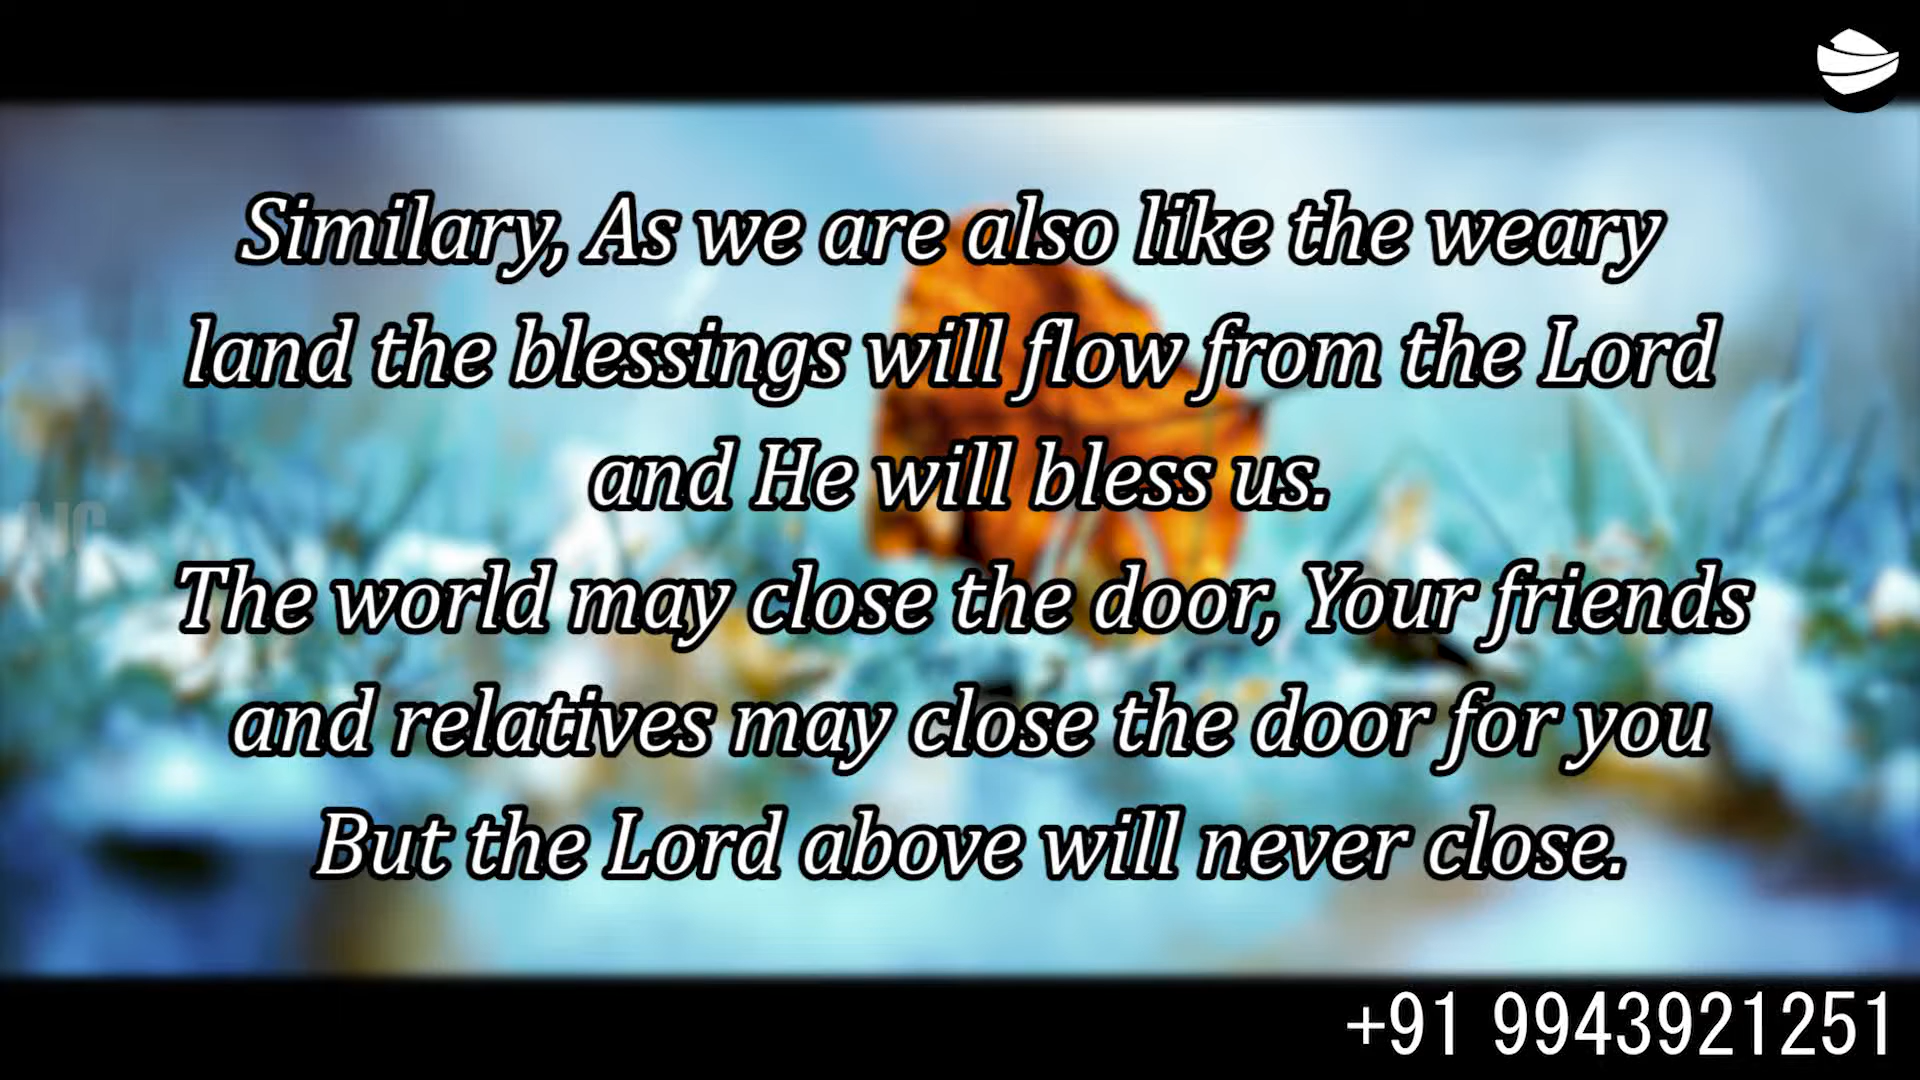 Similary, As we are also like the weary
land the blessings will flow from the Lord
and He will bless us.
The world may close the door, Your friends
and relatives may close the door for you
But the Lord above will never close.
AJC
+91 9943921251